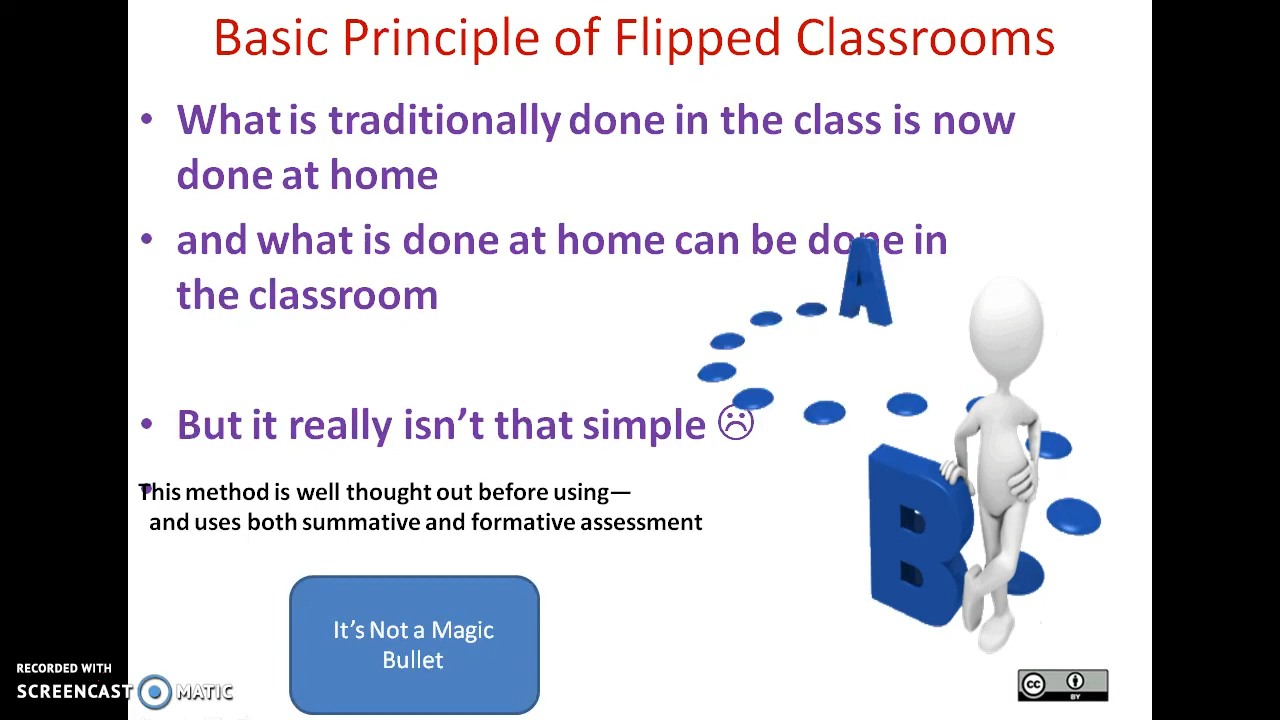 Basic Principle of Flipped Classrooms
• What is traditionally done in the class is now
done at home
• and what is done at home can be done in
the classroom
A
• But it really isn't that simple ☹
• This method is well thought out before using—
and uses both summative and formative assessment
B
It's Not a Magic
Bullet
RECORDED WITH
SCREENCAST MATIC
CC BY